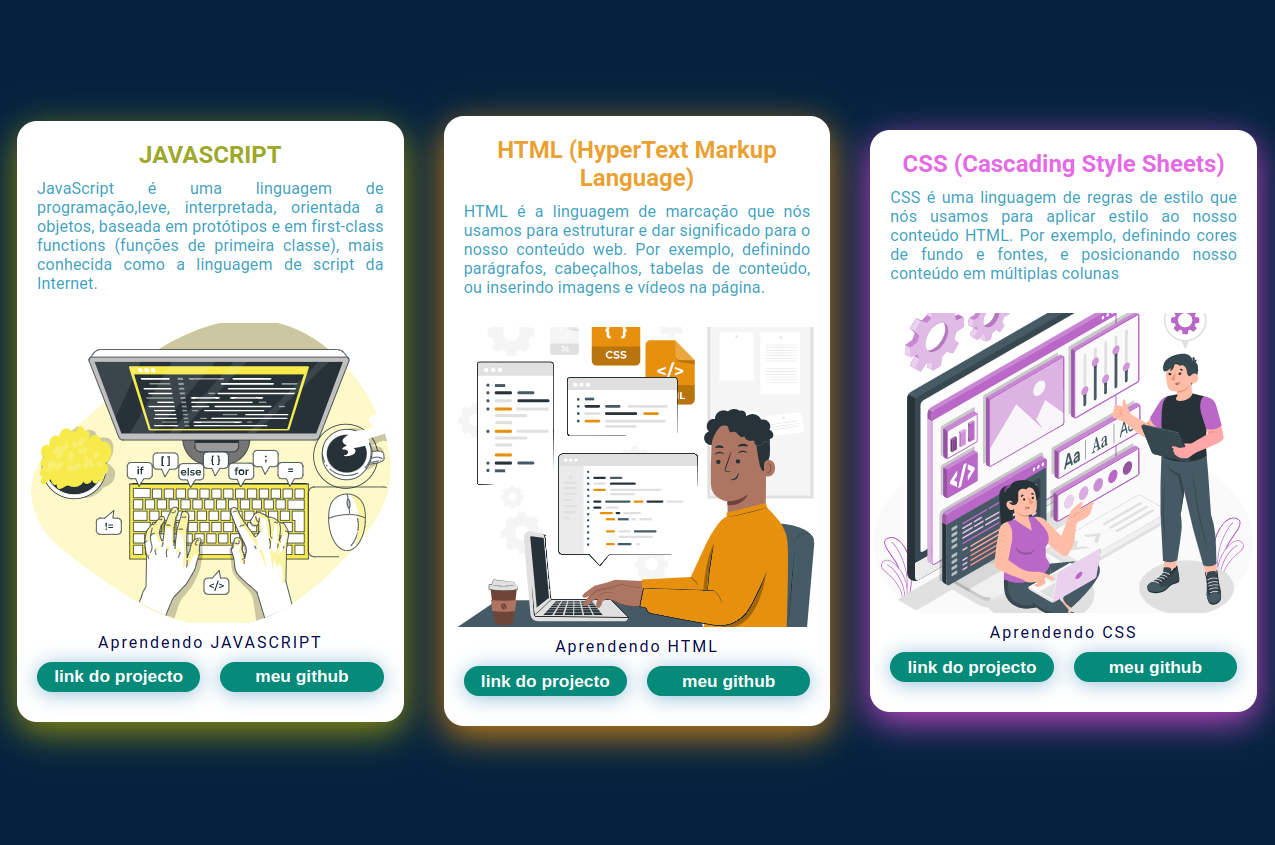 JAVASCRIPT
JavaScript é uma linguagem de
programação,leve, interpretada, orientada a
objetos, baseada em protótipos e em first-class
functions (funções de primeira classe), mais
conhecida como a linguagem de script da
Internet.
if
[ ]
else
{ }
for
;
=
!=
</>
Aprendendo JAVASCRIPT
link do projecto
meu github
HTML (HyperText Markup
Language)
HTML é a linguagem de marcação que nós
usamos para estruturar e dar significado para o
nosso conteúdo web. Por exemplo, definindo
parágrafos, cabeçalhos, tabelas de conteúdo,
ou inserindo imagens e vídeos na página.
Js
{ }
CSS
</>
Aprendendo HTML
link do projecto
meu github
CSS (Cascading Style Sheets)
CSS é uma linguagem de regras de estilo que
nós usamos para aplicar estilo ao nosso
conteúdo HTML. Por exemplo, definindo cores
de fundo e fontes, e posicionando nosso
conteúdo em múltiplas colunas
</>
Aa
Aa
Aprendendo CSS
link do projecto
meu github